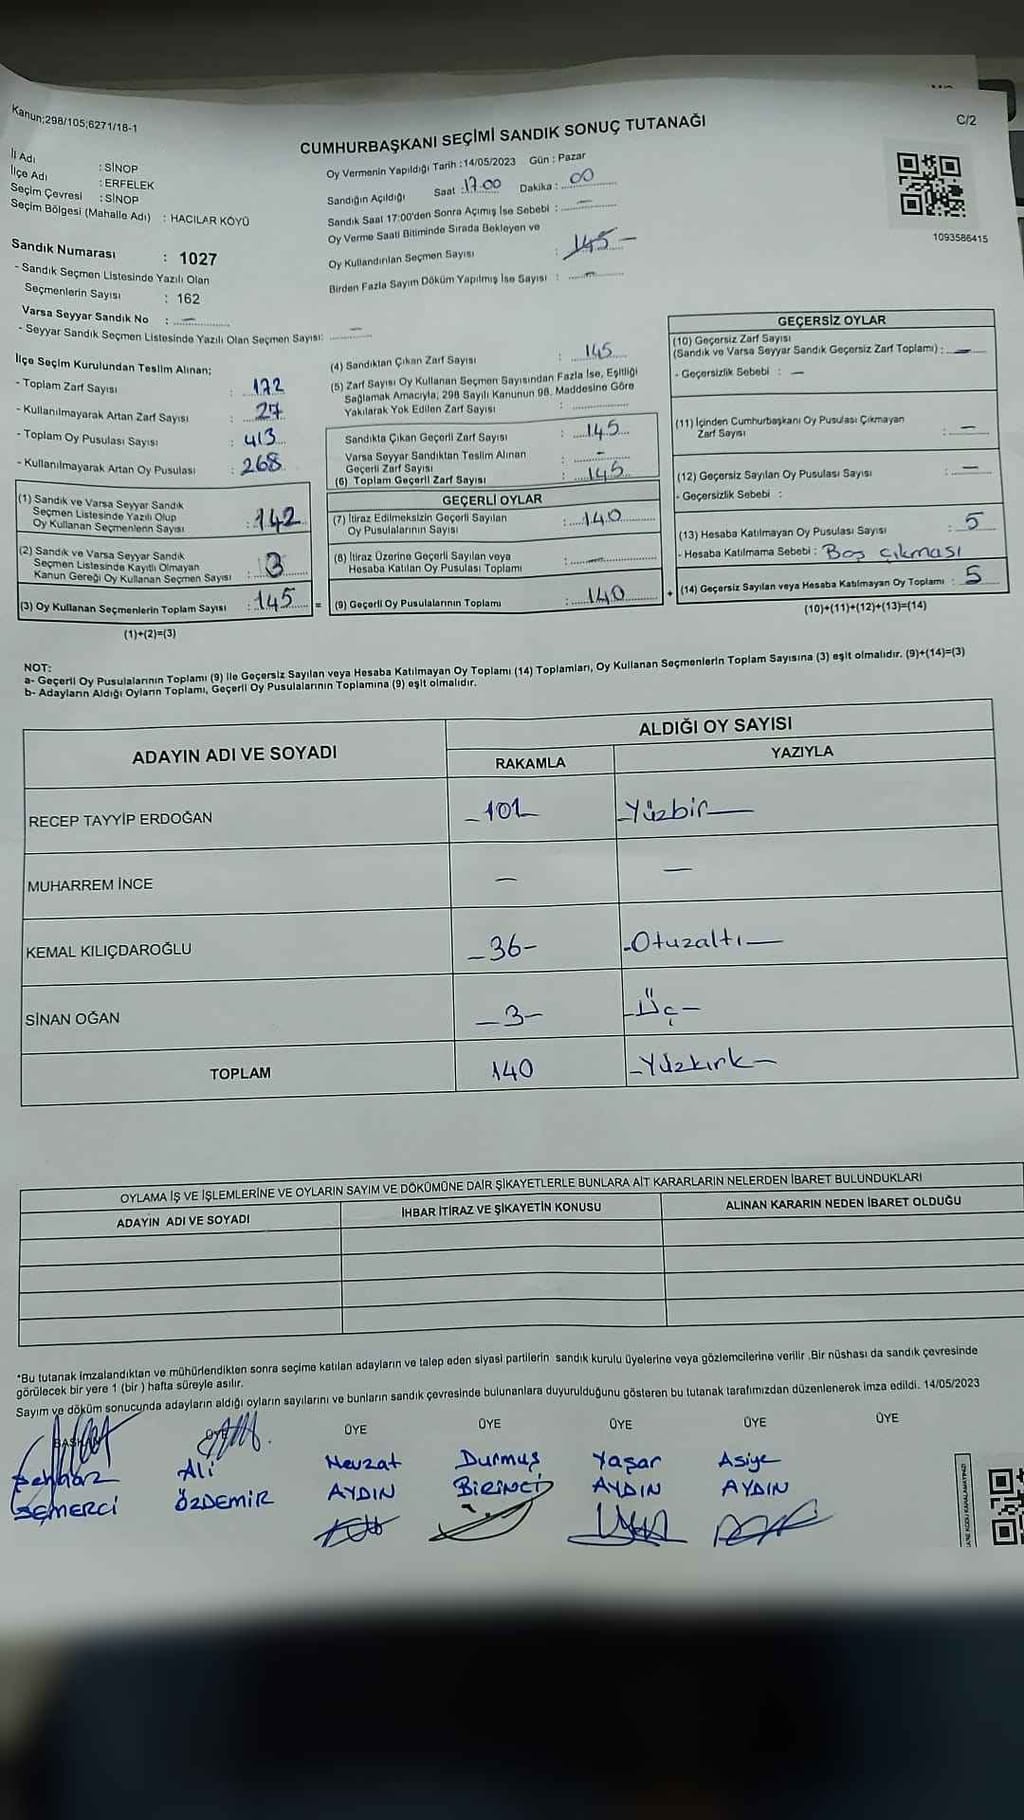 Kanun;298/105;6271/18-1
C/2
CUMHURBAŞKANI SEÇİMİ SANDIK SONUÇ TUTANAĞI
İl Adı : SİNOP
İlçe Adı : ERFELEK
Seçim Çevresi : SİNOP
Seçim Bölgesi (Mahalle Adı) : HACILAR KÖYÜ
Oy Vermenin Yapıldığı Tarih : 14/05/2023 Gün : Pazar
Sandığın Açıldığı Saat : 17.00 Dakika : 00
Sandık Saat 17:00'den Sonra Açımış İse Sebebi : —
Oy Verme Saati Bitiminde Sırada Bekleyen ve
Oy Kullandırılan Seçmen Sayısı : 145 —
Birden Fazla Sayım Döküm Yapılmış İse Sayısı : —
1093586415
Sandık Numarası : 1027
- Sandık Seçmen Listesinde Yazılı Olan
Seçmenlerin Sayısı : 162
Varsa Seyyar Sandık No : —
- Seyyar Sandık Seçmen Listesinde Yazılı Olan Seçmen Sayısı: —
İlçe Seçim Kurulundan Teslim Alınan;
- Toplam Zarf Sayısı : 172
- Kullanılmayarak Artan Zarf Sayısı : 27
- Toplam Oy Pusulası Sayısı : 413
- Kullanılmayarak Artan Oy Pusulası : 268
(1) Sandık ve Varsa Seyyar Sandık
Seçmen Listesinde Yazılı Olup
Oy Kullanan Seçmenlerin Sayısı : 142
(2) Sandık ve Varsa Seyyar Sandık
Seçmen Listesinde Kayıtlı Olmayan
Kanun Gereği Oy Kullanan Seçmen Sayısı : 3
(3) Oy Kullanan Seçmenlerin Toplam Sayısı : 145 =
(1)+(2)=(3)
(4) Sandıktan Çıkan Zarf Sayısı : 145
(5) Zarf Sayısı Oy Kullanan Seçmen Sayısından Fazla İse, Eşitliği
Sağlamak Amacıyla, 298 Sayılı Kanunun 98. Maddesine Göre
Yakılarak Yok Edilen Zarf Sayısı :
Sandıkta Çıkan Geçerli Zarf Sayısı : 145
Varsa Seyyar Sandıktan Teslim Alınan
Geçerli Zarf Sayısı : —
(6) Toplam Geçerli Zarf Sayısı : 145
GEÇERLİ OYLAR
(7) İtiraz Edilmeksizin Geçerli Sayılan
Oy Pusulalarının Sayısı : 140
(8) İtiraz Üzerine Geçerli Sayılan veya
Hesaba Katılan Oy Pusulası Toplamı : —
(9) Geçerli Oy Pusulalarının Toplamı : 140 +
GEÇERSİZ OYLAR
(10) Geçersiz Zarf Sayısı
(Sandık ve Varsa Seyyar Sandık Geçersiz Zarf Toplamı) : —
- Geçersizlik Sebebi : —
(11) İçinden Cumhurbaşkanı Oy Pusulası Çıkmayan
Zarf Sayısı : —
(12) Geçersiz Sayılan Oy Pusulası Sayısı : —
- Geçersizlik Sebebi :
(13) Hesaba Katılmayan Oy Pusulası Sayısı : 5
- Hesaba Katılmama Sebebi : Boş çıkması
(14) Geçersiz Sayılan veya Hesaba Katılmayan Oy Toplamı : 5
(10)+(11)+(12)+(13)=(14)
NOT:
a- Geçerli Oy Pusulalarının Toplamı (9) ile Geçersiz Sayılan veya Hesaba Katılmayan Oy Toplamı (14) Toplamları, Oy Kullanan Seçmenlerin Toplam Sayısına (3) eşit olmalıdır. (9)+(14)=(3)
b- Adayların Aldığı Oyların Toplamı, Geçerli Oy Pusulalarının Toplamına (9) eşit olmalıdır.
ADAYIN ADI VE SOYADI
ALDIĞI OY SAYISI
RAKAMLA YAZIYLA
RECEP TAYYİP ERDOĞAN – 101 – – Yüzbir –
MUHARREM İNCE — —
KEMAL KILIÇDAROĞLU – 36 – – Otuzaltı –
SİNAN OĞAN – 3 – – Üç –
TOPLAM 140 – Yüzkırk –
OYLAMA İŞ VE İŞLEMLERİNE VE OYLARIN SAYIM VE DÖKÜMÜNE DAİR ŞİKAYETLERLE BUNLARA AİT KARARLARIN NELERDEN İBARET BULUNDUKLARI
ADAYIN ADI VE SOYADI İHBAR İTİRAZ VE ŞİKAYETİN KONUSU ALINAN KARARIN NEDEN İBARET OLDUĞU
*Bu tutanak imzalandıktan ve mühürlendikten sonra seçime katılan adayların ve talep eden siyasi partilerin sandık kurulu üyelerine veya gözlemcilerine verilir .Bir nüshası da sandık çevresinde
görülecek bir yere 1 (bir ) hafta süreyle asılır.
Sayım ve döküm sonucunda adayların aldığı oyların sayılarını ve bunların sandık çevresinde bulunanlara duyurulduğunu gösteren bu tutanak tarafımızdan düzenlenerek imza edildi. 14/05/2023
BAŞKAN ÜYE ÜYE ÜYE ÜYE ÜYE ÜYE
Ali Nevzat Durmuş Yaşar Asiye
SEMERCİ ÖZDEMİR AYDIN BİRİNCİ AYDIN AYDIN